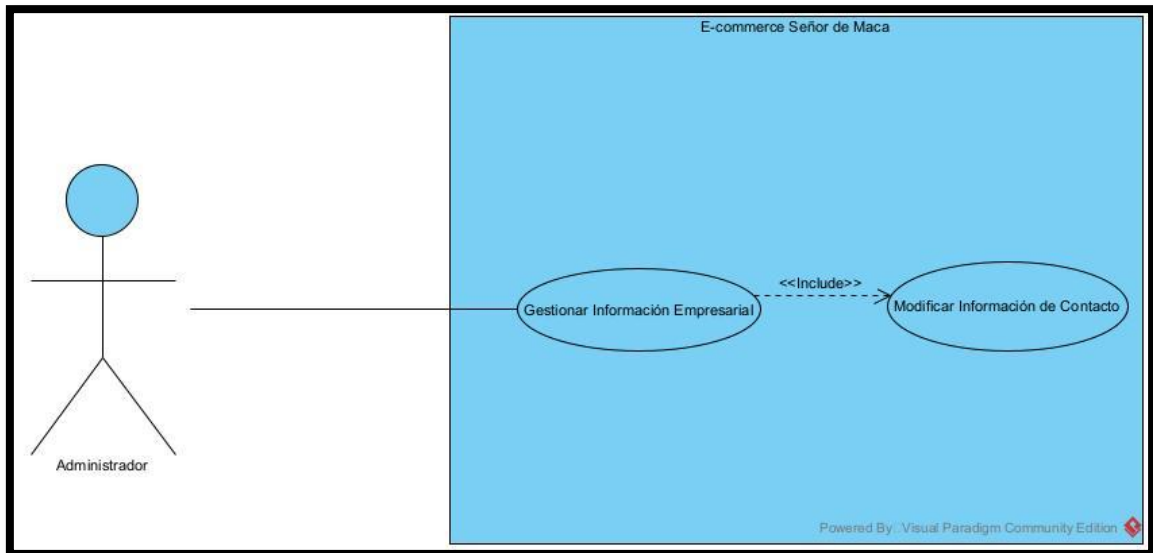 E-commerce Señor de Maca
<<Include>>
Gestionar Información Empresarial
Modificar Información de Contacto
Administrador
Powered By: Visual Paradigm Community Edition